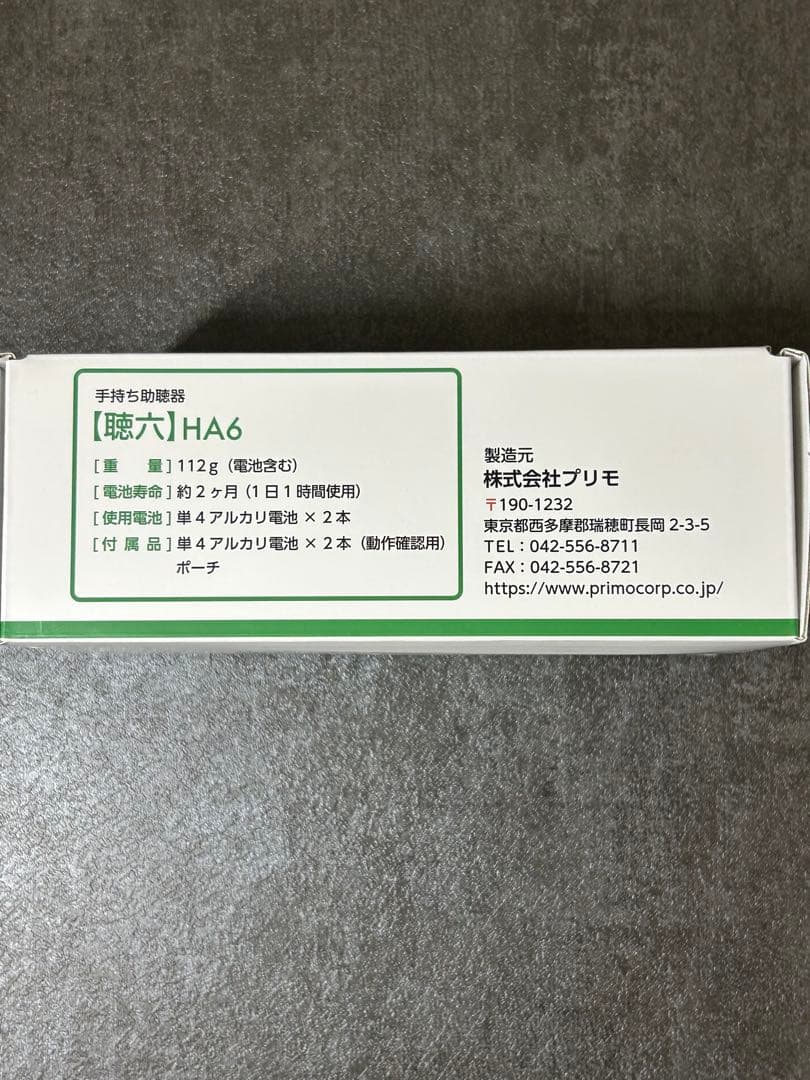 手持ち助聴器
【聴六】HA6
[重　量] 112g（電池含む）
[電池寿命] 約2ヶ月（1日1時間使用）
[使用電池] 単4アルカリ電池×2本
[付属品] 単4アルカリ電池×2本（動作確認用）
ポーチ
製造元
株式会社プリモ
〒190-1232
東京都西多摩郡瑞穂町長岡2-3-5
TEL：042-556-8711
FAX：042-556-8721
https://www.primocorp.co.jp/